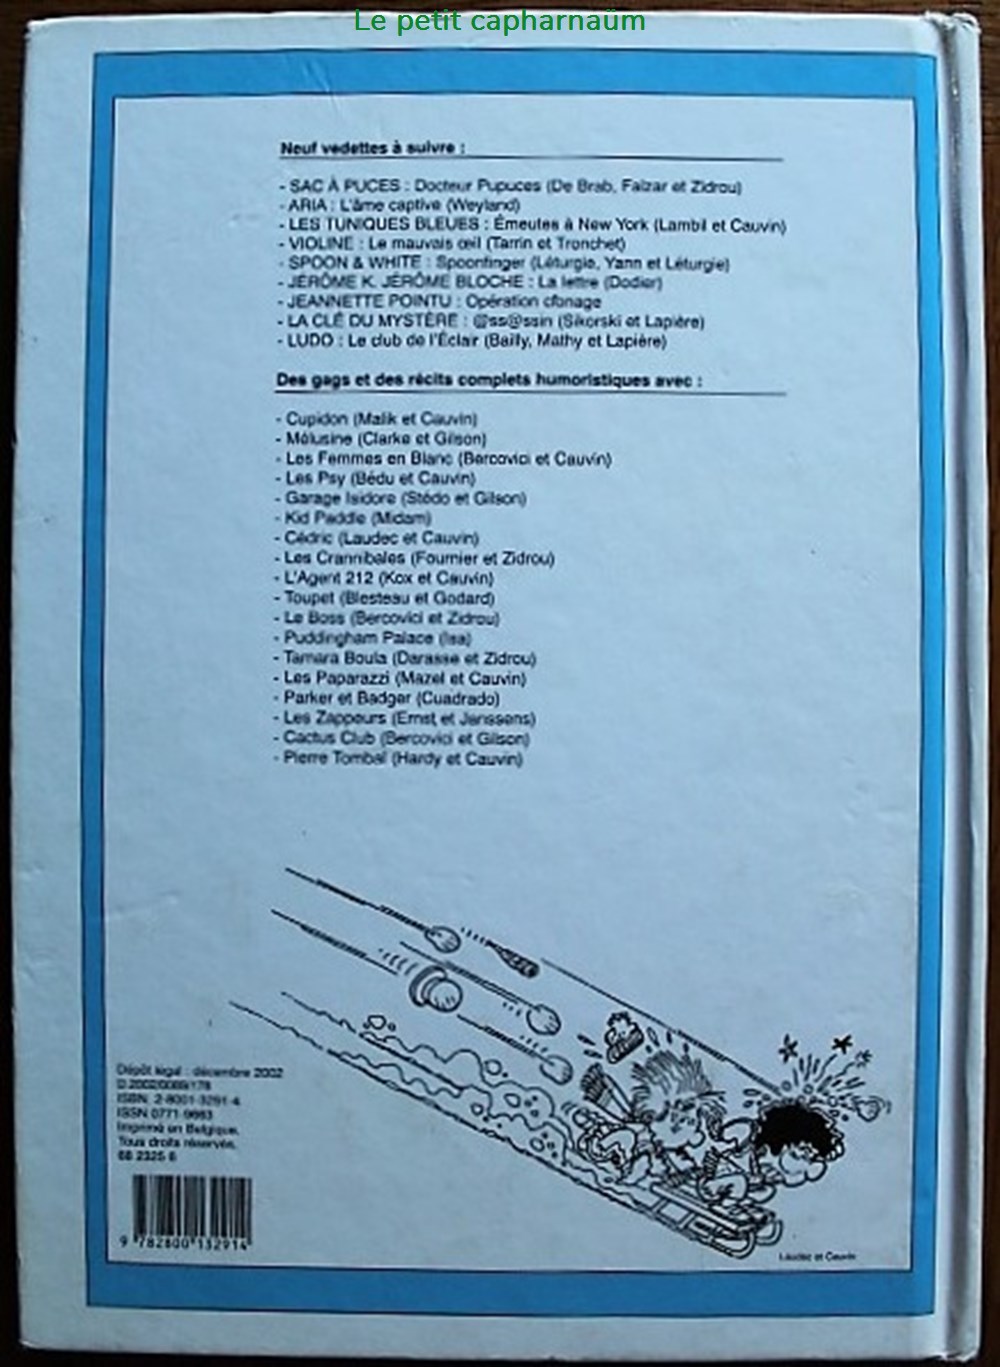 Le petit capharnaüm
Neuf vedettes à suivre :
- SAC À PUCES : Docteur Pupuces (De Brab, Falzar et Zidrou)
- ARIA : L'âme captive (Weyland)
- LES TUNIQUES BLEUES : Émeutes à New York (Lambil et Cauvin)
- VIOLINE : Le mauvais œil (Tarrin et Tronchet)
- SPOON & WHITE : Spoonfinger (Léturgie, Yann et Léturgie)
- JÉRÔME K. JÉRÔME BLOCHE : La lettre (Dodier)
- JEANNETTE POINTU : Opération clonage
- LA CLÉ DU MYSTÈRE : @ss@ssin (Sikorski et Lapière)
- LUDO : Le club de l'Éclair (Bailly, Mathy et Lapière)
Des gags et des récits complets humoristiques avec :
- Cupidon (Malik et Cauvin)
- Mélusine (Clarke et Gilson)
- Les Femmes en Blanc (Bercovici et Cauvin)
- Les Psy (Bédu et Cauvin)
- Garage Isidore (Stédo et Gilson)
- Kid Paddle (Midam)
- Cédric (Laudec et Cauvin)
- Les Crannibales (Fournier et Zidrou)
- L'Agent 212 (Kox et Cauvin)
- Toupet (Blesteau et Godard)
- Le Boss (Bercovici et Zidrou)
- Puddingham Palace (Isa)
- Tamara Boula (Darasse et Zidrou)
- Les Paparazzi (Mazel et Cauvin)
- Parker et Badger (Cuadrado)
- Les Zappeurs (Ernst et Janssens)
- Cactus Club (Bercovici et Gilson)
- Pierre Tombal (Hardy et Cauvin)
Dépôt légal : décembre 2002
D.2002/0089/178
ISBN: 2-8001-3291-4
ISSN 0771-9663
Imprimé en Belgique.
Tous droits réservés.
68 2325 6
9 782800 132914
Laudec et Cauvin